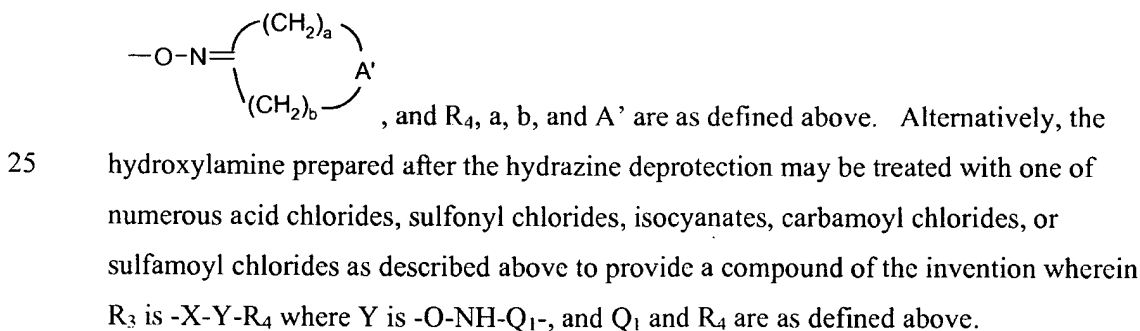 (CH2)a
—O-N=
A'
(CH2)b
, and R4, a, b, and A' are as defined above. Alternatively, the
25 hydroxylamine prepared after the hydrazine deprotection may be treated with one of
numerous acid chlorides, sulfonyl chlorides, isocyanates, carbamoyl chlorides, or
sulfamoyl chlorides as described above to provide a compound of the invention wherein
R3 is -X-Y-R4 where Y is -O-NH-Q1-, and Q1 and R4 are as defined above.